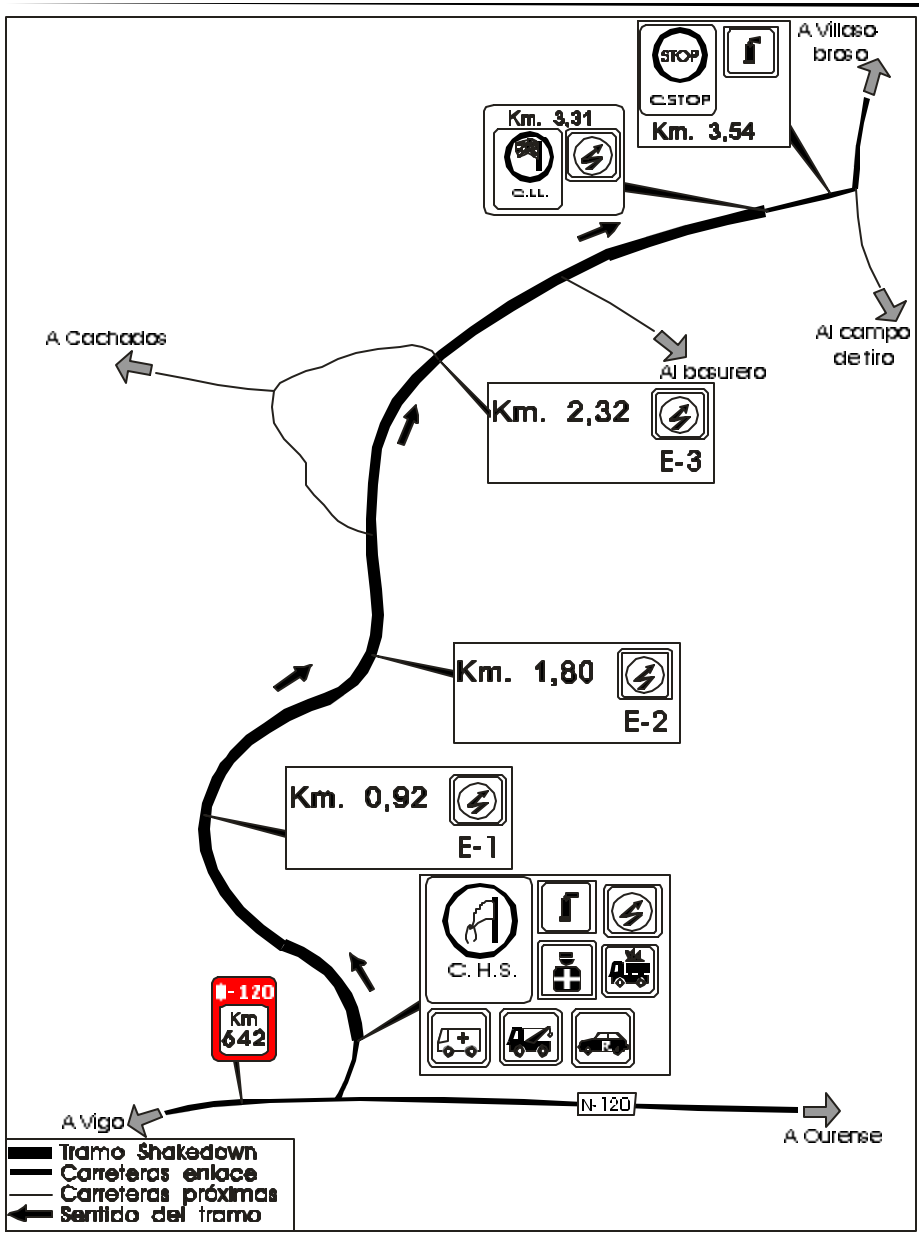 A Villaso-
broso
STOP
C.STOP
Km. 3,54
Km. 3,31
C.LL.
A Cachados
Al campo
de tiro
Al basurero
Km. 2,32
E-3
Km. 1,80
E-2
Km. 0,92
E-1
C. H.S.
R
N-120
Km
642
N-120
A Vigo
A Ourense
Tramo Shakedown
Carreteras enlace
Carreteras próximas
Sentido del tramo